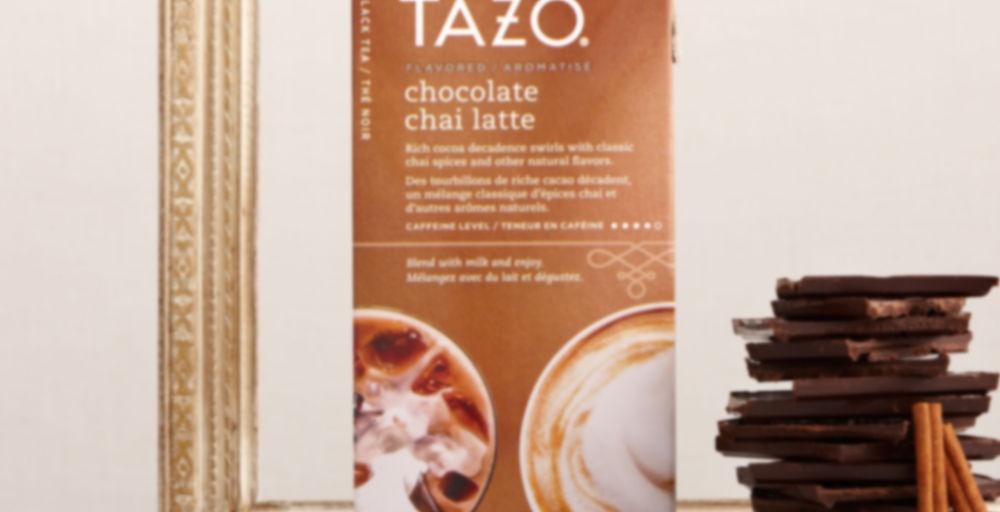 TAZO.
BLACK TEA / THÉ NOIR
FLAVORED / AROMATISÉ
chocolate
chai latte
Rich cocoa decadence swirls with classic
chai spices and other natural flavors.
Des tourbillons de riche cacao décadent,
un mélange classique d'épices chai et
d'autres arômes naturels.
CAFFEINE LEVEL / TENEUR EN CAFÉINE
Blend with milk and enjoy.
Mélangez avec du lait et dégustez.